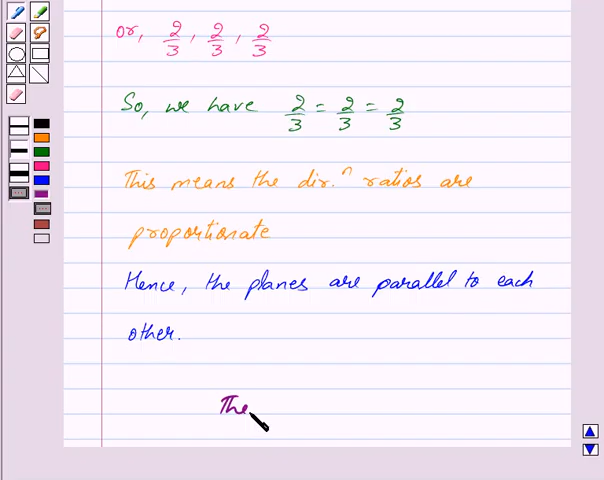 or, 2/3, 2/3, 2/3
So, we have 2/3 = 2/3 = 2/3
This means the dir.ⁿ ratios are
proportionate
Hence, the planes are parallel to each
other.
The